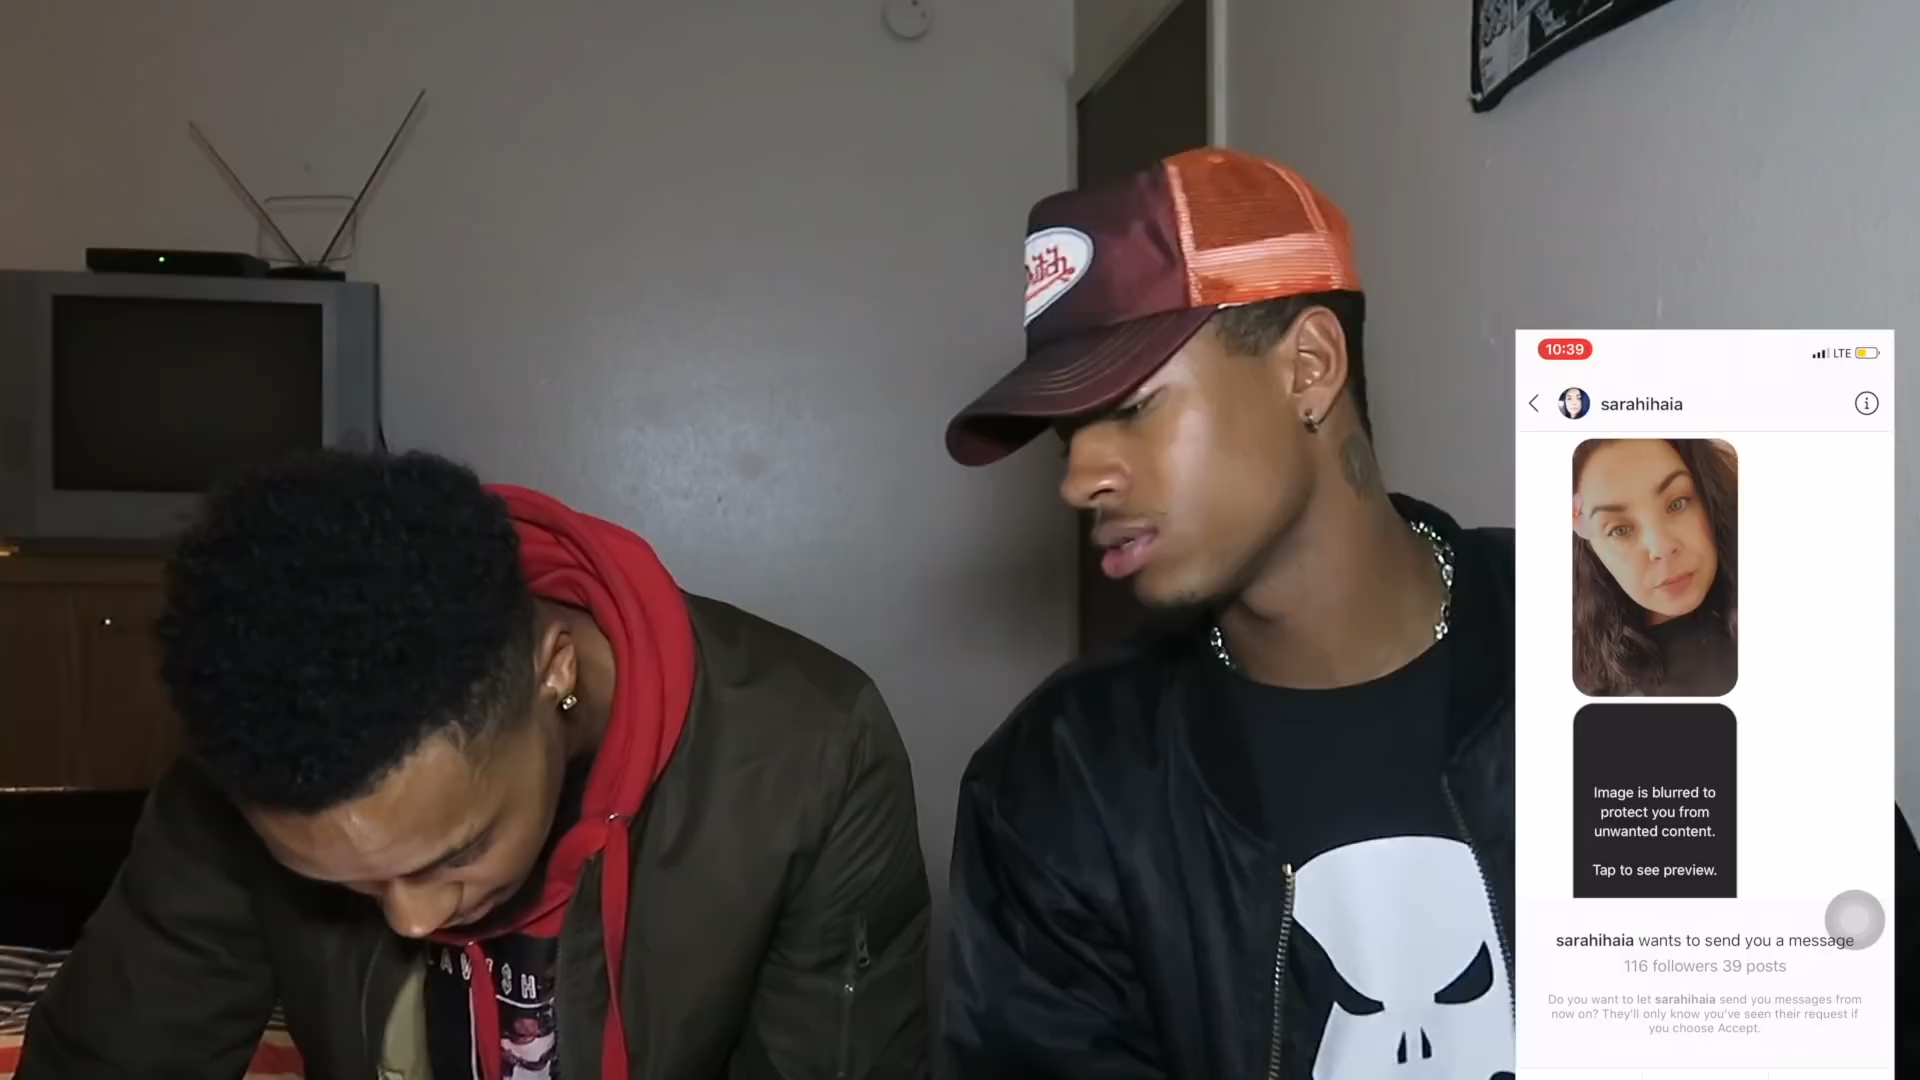 Dutch
10:39
LTE
sarahihaia
Image is blurred to
protect you from
unwanted content.
Tap to see preview.
sarahihaia wants to send you a message
116 followers 39 posts
Do you want to let sarahihaia send you messages from
now on? They'll only know you've seen their request if
you choose Accept.